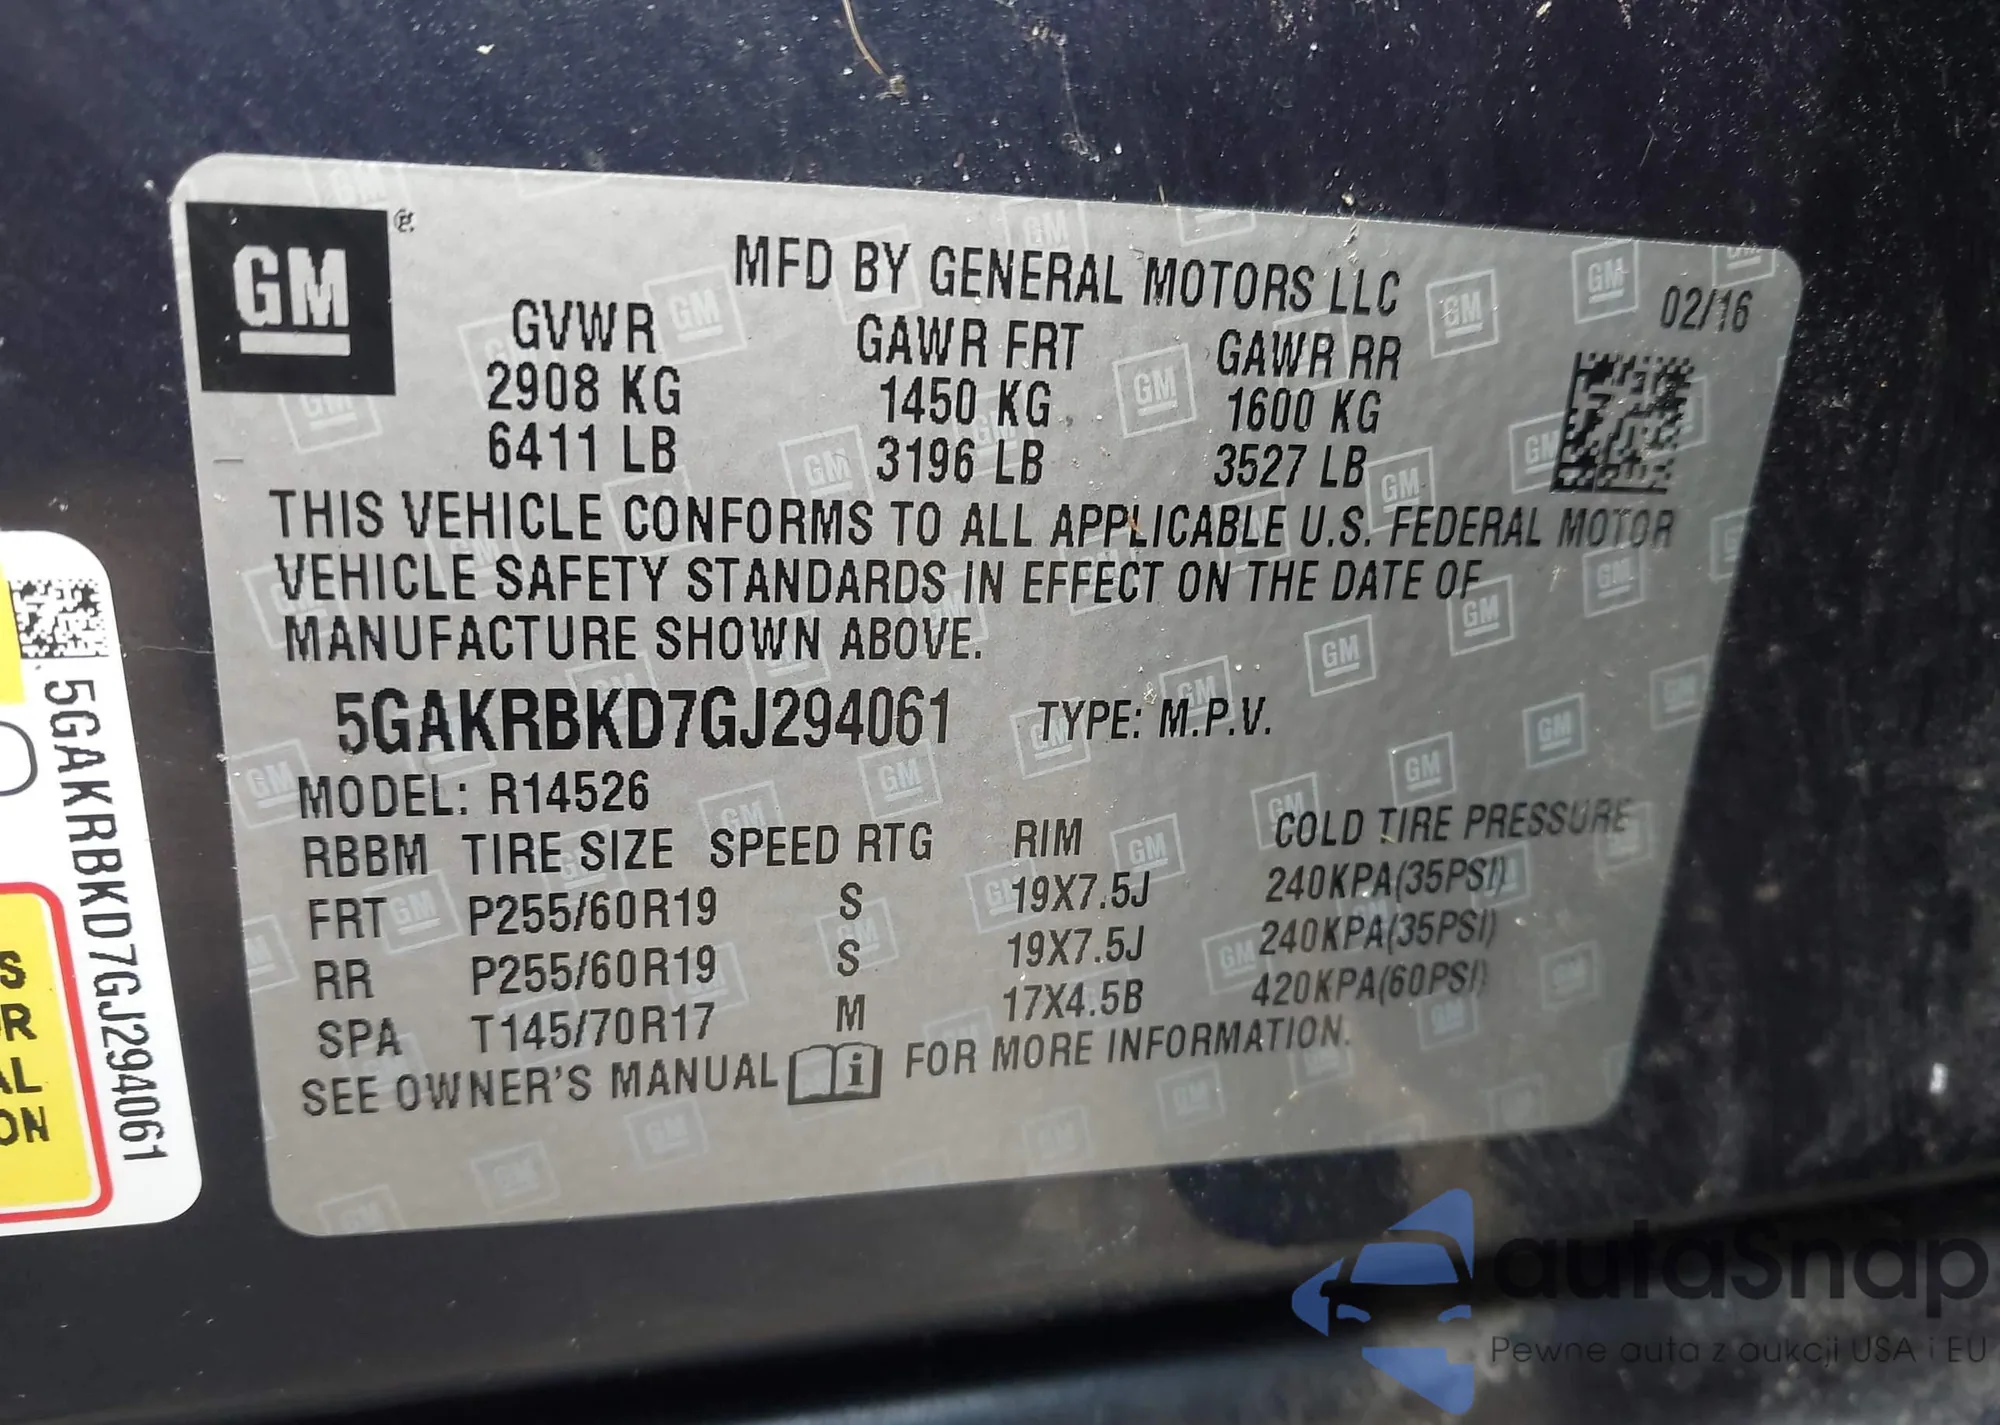 GM
MFD BY GENERAL MOTORS LLC
02/16
GVWR GAWR FRT GAWR RR
2908 KG 1450 KG 1600 KG
6411 LB 3196 LB 3527 LB
THIS VEHICLE CONFORMS TO ALL APPLICABLE U.S. FEDERAL MOTOR
VEHICLE SAFETY STANDARDS IN EFFECT ON THE DATE OF
MANUFACTURE SHOWN ABOVE.
5GAKRBKD7GJ294061 TYPE: M.P.V.
MODEL: R14526
RBBM TIRE SIZE SPEED RTG RIM COLD TIRE PRESSURE
FRT P255/60R19 S 19X7.5J 240KPA(35PSI)
RR P255/60R19 S 19X7.5J 240KPA(35PSI)
SPA T145/70R17 M 17X4.5B 420KPA(60PSI)
SEE OWNER'S MANUAL i FOR MORE INFORMATION.
5GAKRBKD7GJ294061
S
R
AL
ON
autoSnap
Pewne auta z aukcji USA i EU